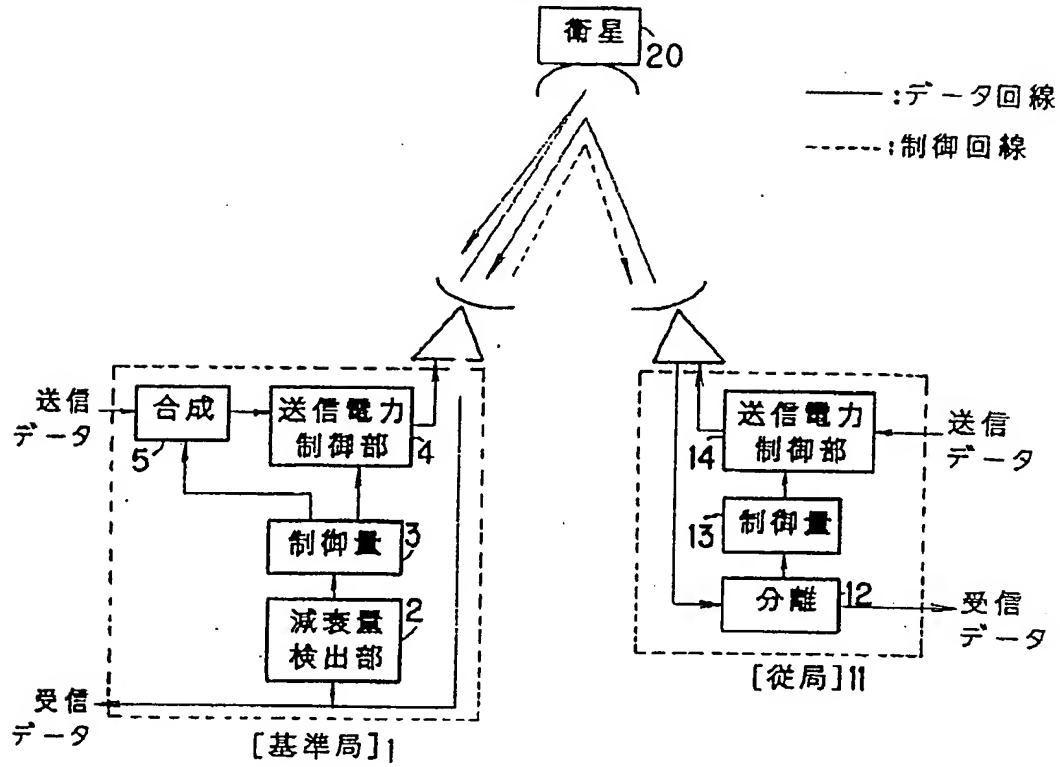 衛星
20
——:データ回線
-----:制御回線
送信
データ
合成
5
送信電力
制御部
4
制御量
3
減衰量
検出部
2
受信
データ
[基準局]1
送信電力
制御部
14
送信
データ
制御量
13
分離
12
受信
データ
[従局]11